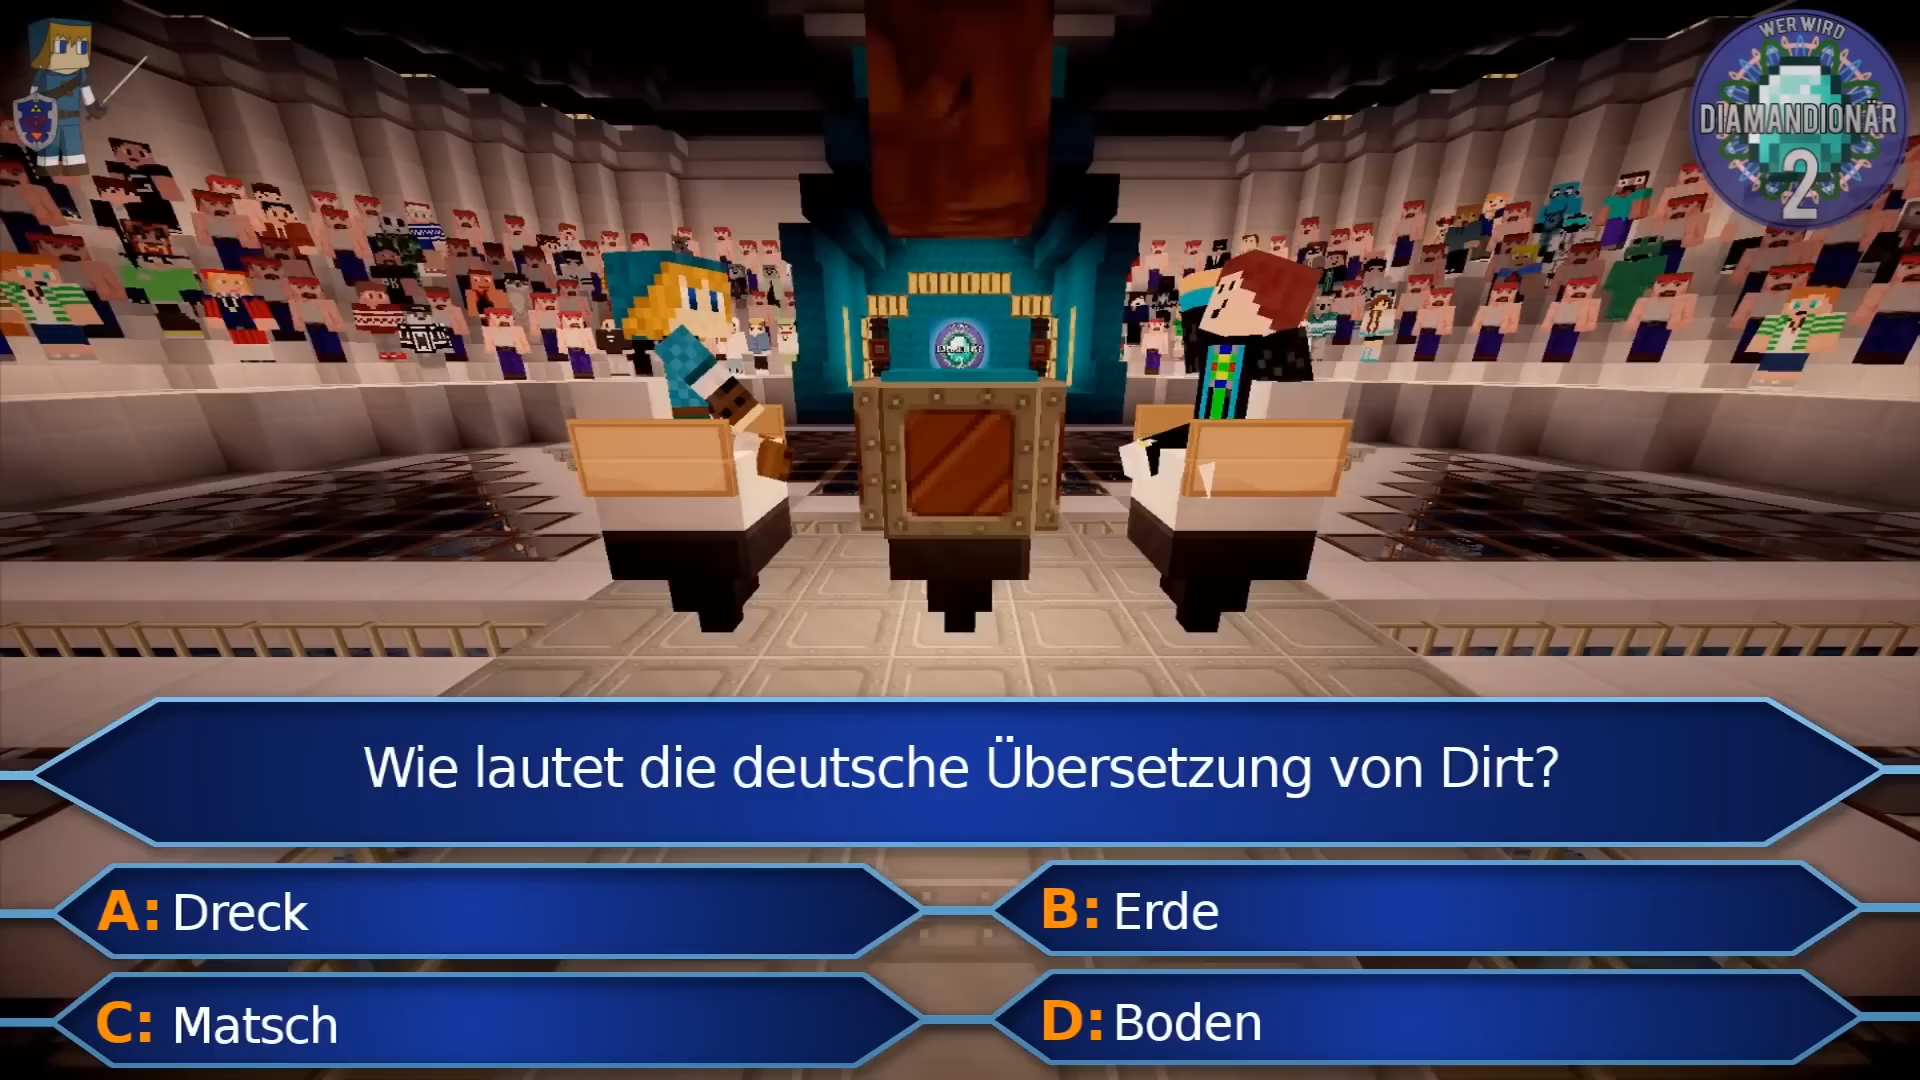 WER WIRD
DIAMANDIONÄR
2
Wie lautet die deutsche Übersetzung von Dirt?
A: Dreck
B: Erde
C: Matsch
D: Boden